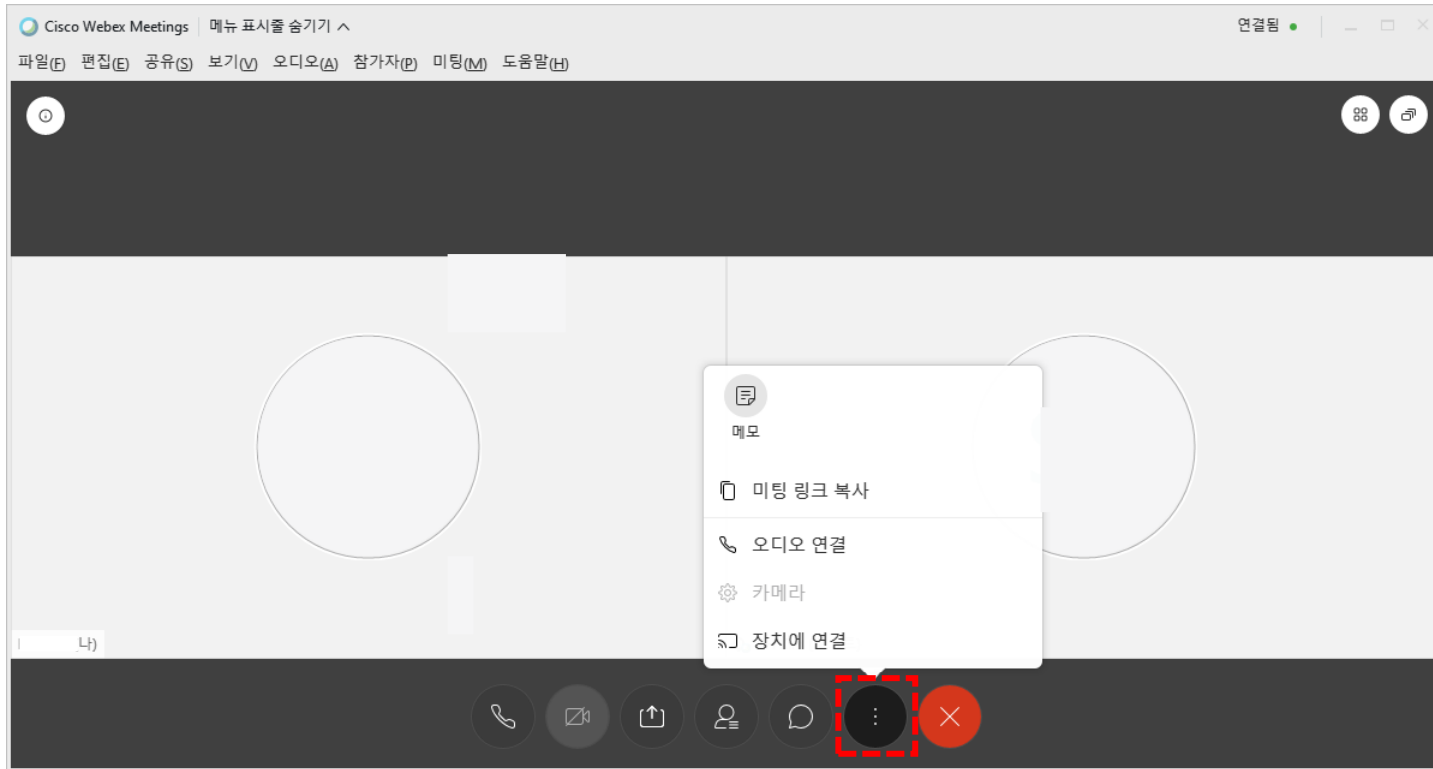 Cisco Webex Meetings 메뉴 표시줄 숨기기 연결됨
파일(F) 편집(E) 공유(S) 보기(V) 오디오(A) 참가자(P) 미팅(M) 도움말(H)
메모
미팅 링크 복사
오디오 연결
카메라
장치에 연결
나)